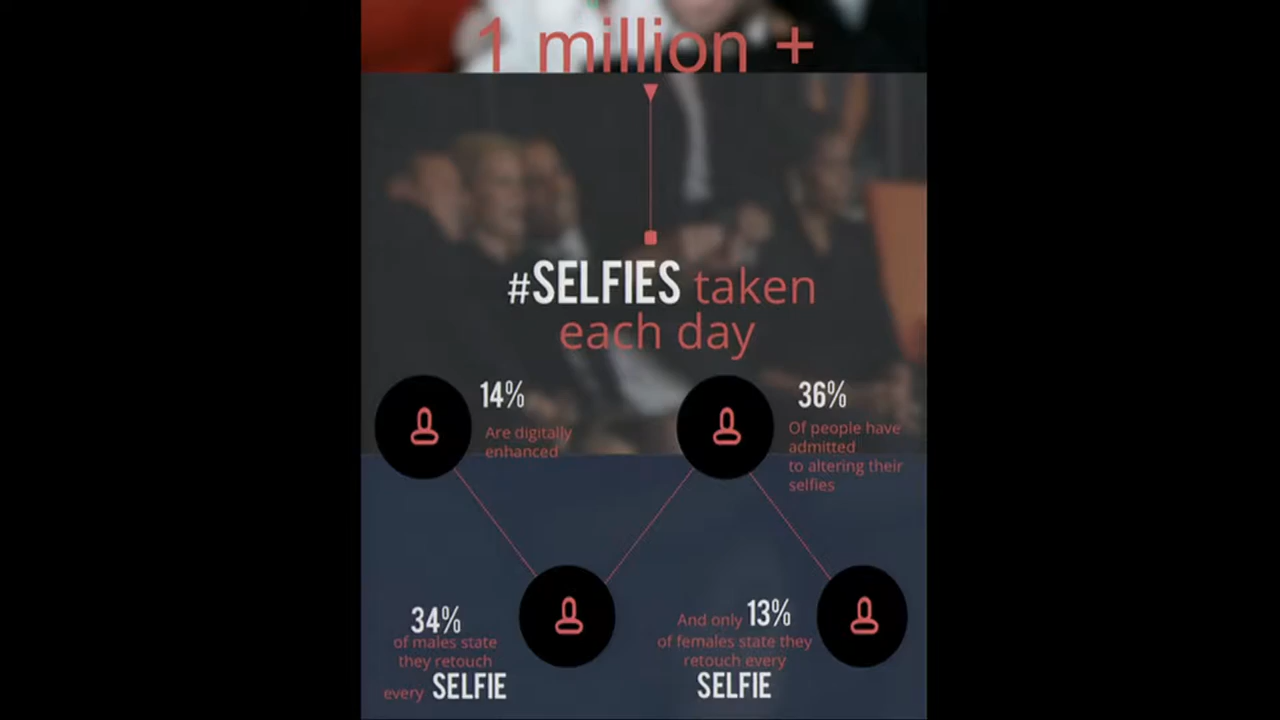 1 million +
#SELFIES taken
each day
14%
Are digitally
enhanced
36%
Of people have
admitted
to altering their
selfies
34%
of males state
they retouch
every SELFIE
And only 13%
of females state they
retouch every
SELFIE